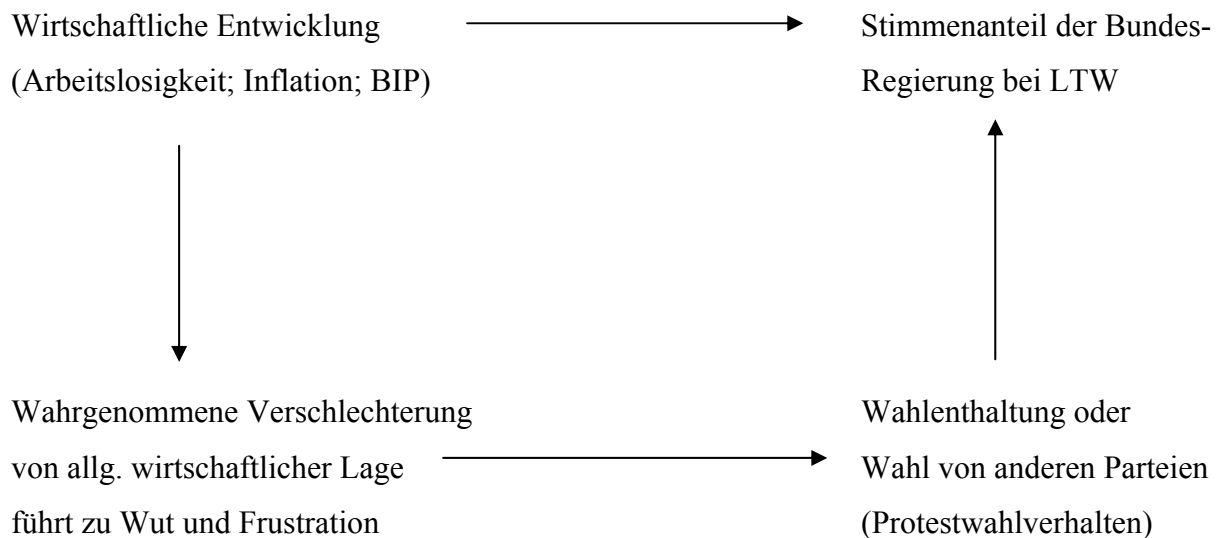 Wirtschaftliche Entwicklung
(Arbeitslosigkeit; Inflation; BIP)
Stimmenanteil der Bundes-
Regierung bei LTW
Wahrgenommene Verschlechterung
von allg. wirtschaftlicher Lage
führt zu Wut und Frustration
Wahlenthaltung oder
Wahl von anderen Parteien
(Protestwahlverhalten)